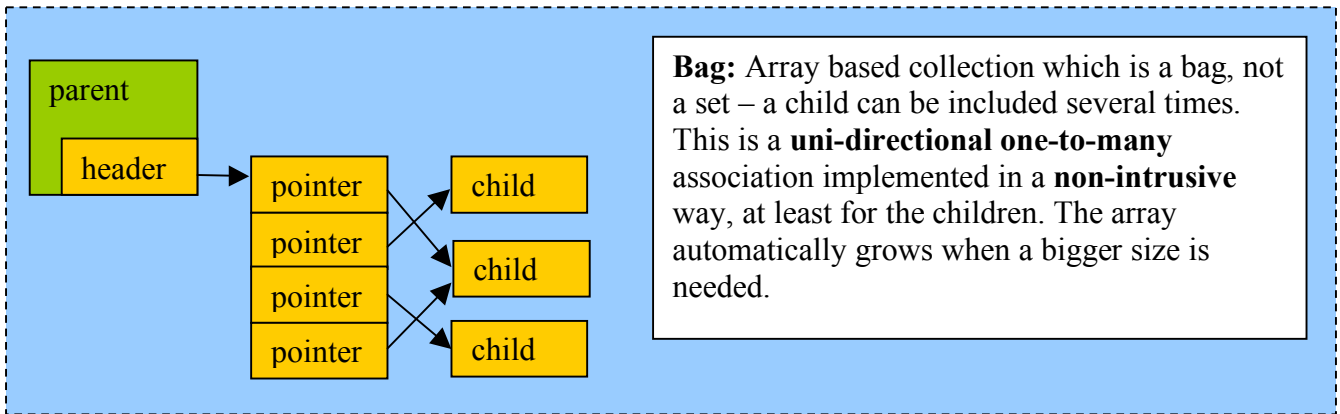 parent
header
pointer
pointer
pointer
pointer
child
child
child
Bag: Array based collection which is a bag, not
a set – a child can be included several times.
This is a uni-directional one-to-many
association implemented in a non-intrusive
way, at least for the children. The array
automatically grows when a bigger size is
needed.